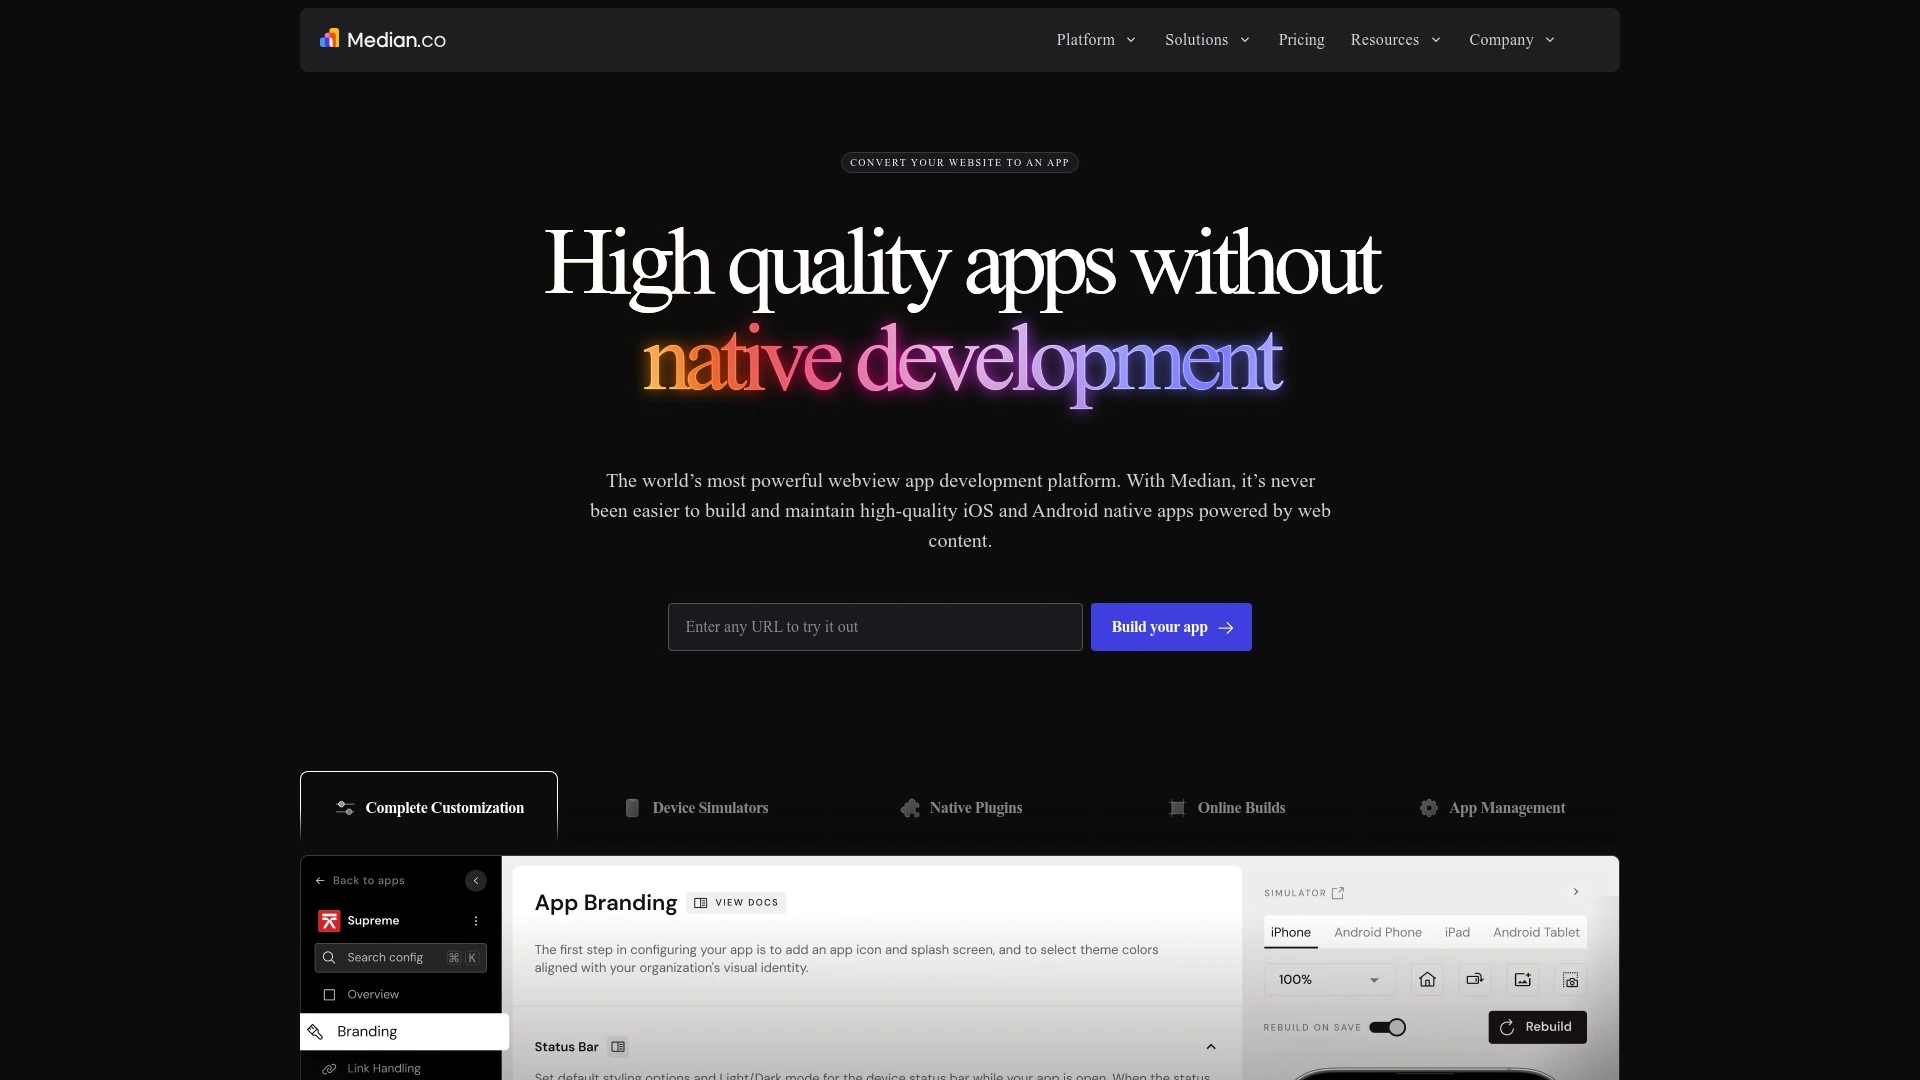 Median.co
Platform
Solutions
Pricing
Resources
Company
CONVERT YOUR WEBSITE TO AN APP
High quality apps without
native development
The world’s most powerful webview app development platform. With Median, it’s never
been easier to build and maintain high-quality iOS and Android native apps powered by web
content.
Enter any URL to try it out
Build your app
Complete Customization
Device Simulators
Native Plugins
Online Builds
App Management
Back to apps
Supreme
Search config
⌘ K
Overview
Branding
Link Handling
App Branding
VIEW DOCS
The first step in configuring your app is to add an app icon and splash screen, and to select theme colors
aligned with your organization's visual identity.
Status Bar
Set default styling options and Light/Dark mode for the device status bar while your app is open. When the status
SIMULATOR
iPhone
Android Phone
iPad
Android Tablet
100%
REBUILD ON SAVE
Rebuild